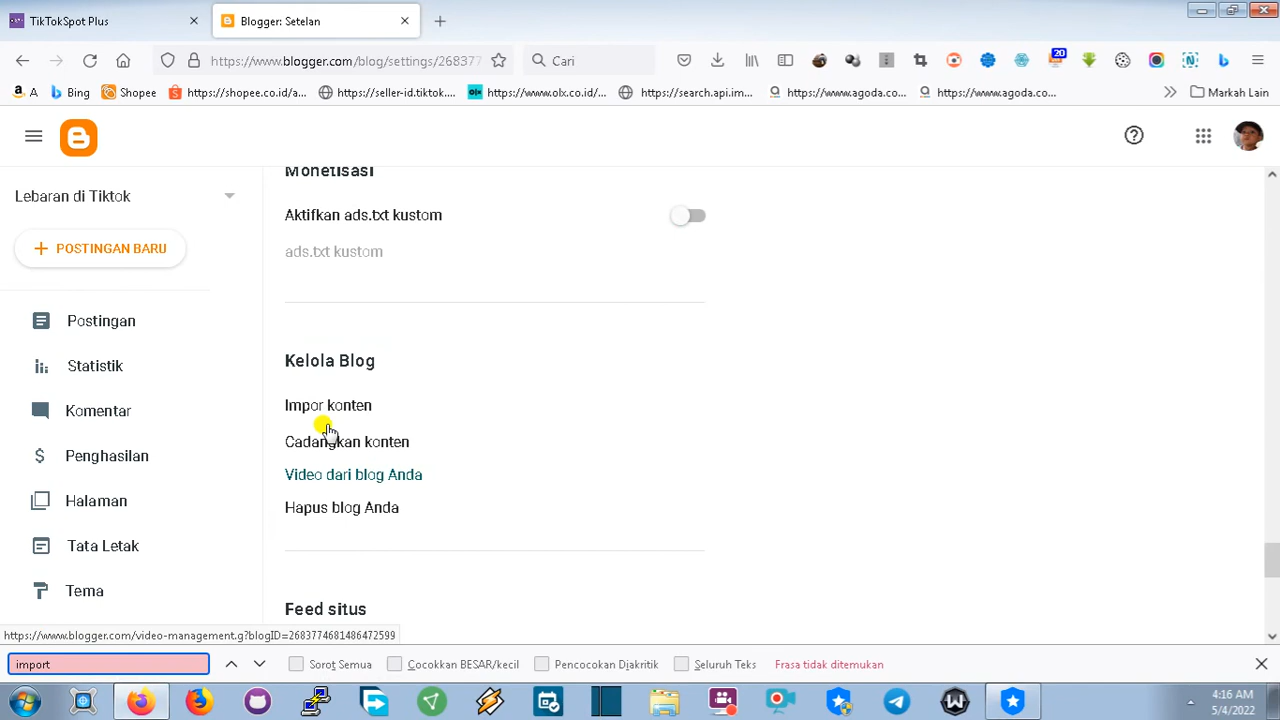 TikTokSpot Plus
Blogger: Setelan
https://www.blogger.com/blog/settings/268377
Cari
20
A
Bing
Shopee
https://shopee.co.id/a...
https://seller-id.tiktok....
https://www.olx.co.id/...
https://search.api.im...
https://www.agoda.co...
https://www.agoda.co...
Markah Lain
Lebaran di Tiktok
POSTINGAN BARU
Postingan
Statistik
Komentar
Penghasilan
Halaman
Tata Letak
Tema
Monetisasi
Aktifkan ads.txt kustom
ads.txt kustom
Kelola Blog
Impor konten
Cadangkan konten
Video dari blog Anda
Hapus blog Anda
Feed situs
https://www.blogger.com/video-management.g?blogID=2683774681486472599
import
Sorot Semua
Cocokkan BESAR/kecil
Pencocokan Diakritik
Seluruh Teks
Frasa tidak ditemukan
4:16 AM
5/4/2022